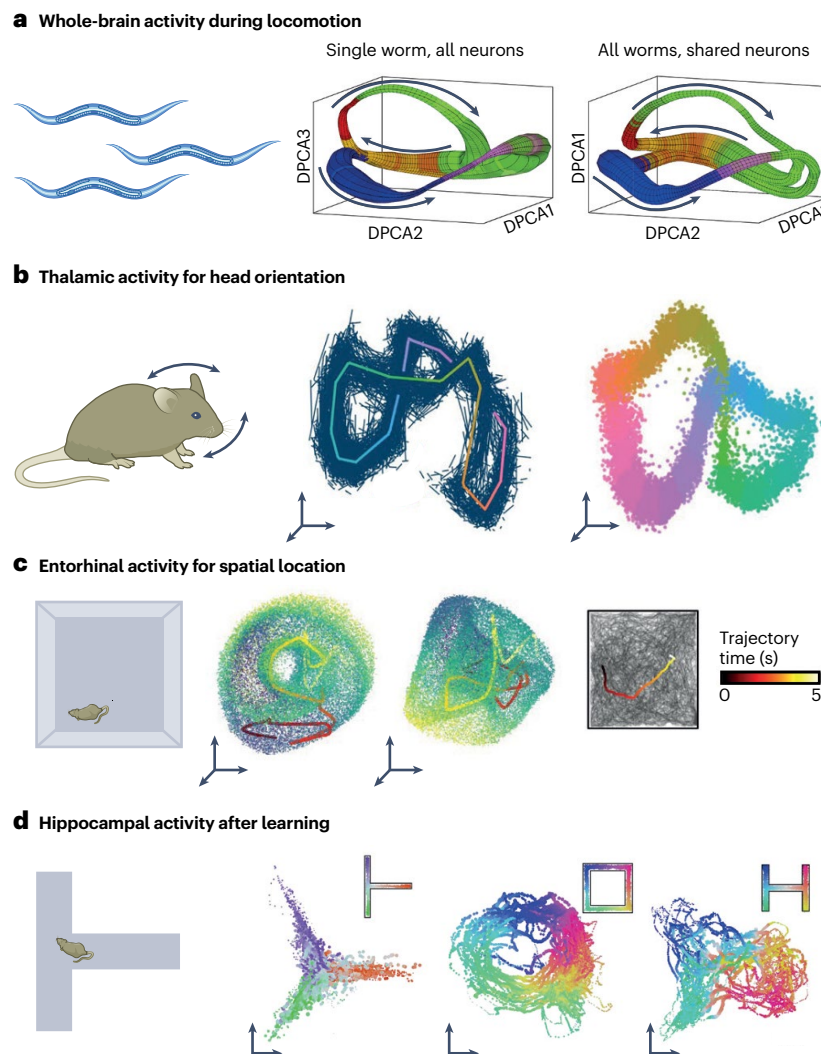 a Whole-brain activity during locomotion
Single worm, all neurons
All worms, shared neurons
DPCA3
DPCA2
DPCA1
DPCA1
DPCA2
b Thalamic activity for head orientation
c Entorhinal activity for spatial location
Trajectory
time (s)
0 5
d Hippocampal activity after learning